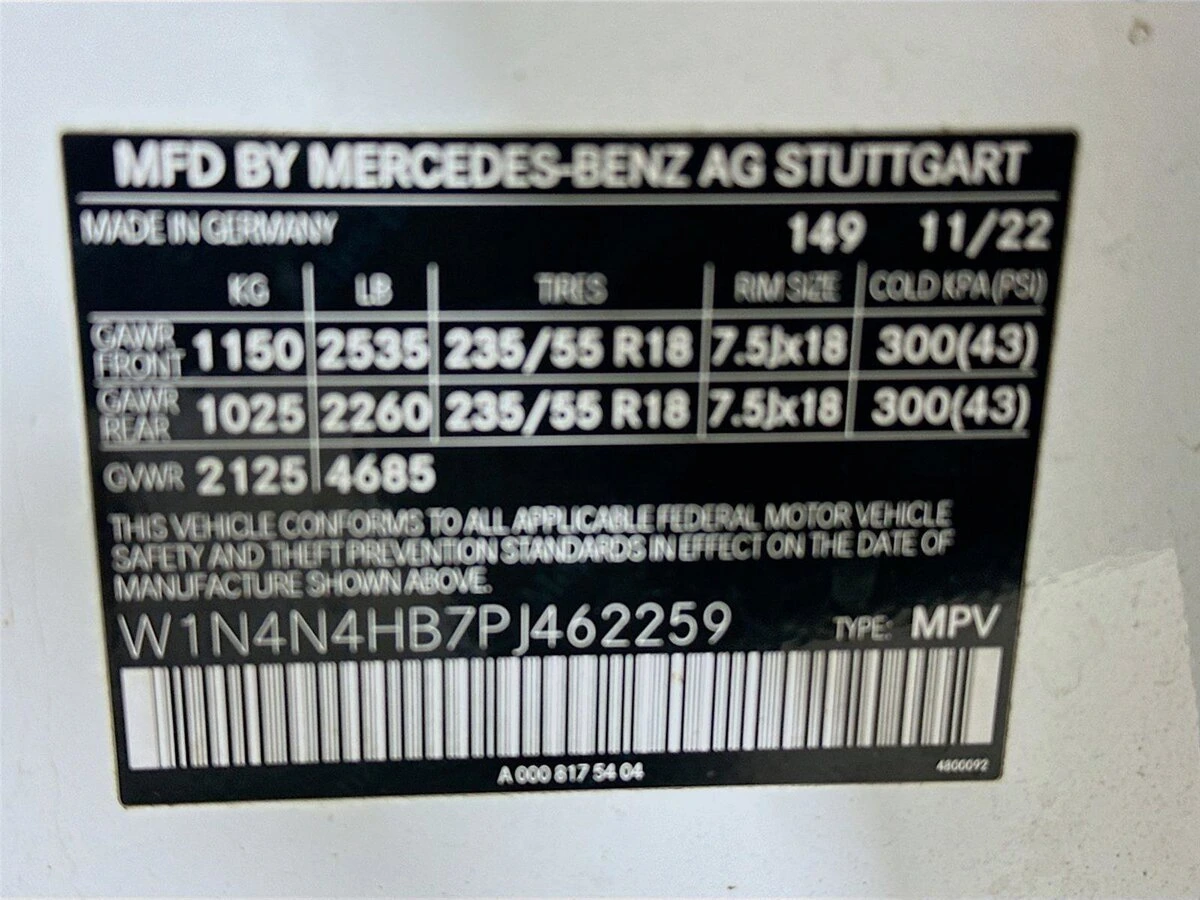 MFD BY MERCEDES-BENZ AG STUTTGART
MADE IN GERMANY 149 11/22
KG LB TIRES RIM SIZE COLD KPA (PSI)
GAWR FRONT 1150 2535 235/55 R18 7.5Jx18 300(43)
GAWR REAR 1025 2260 235/55 R18 7.5Jx18 300(43)
GVWR 2125 4685
THIS VEHICLE CONFORMS TO ALL APPLICABLE FEDERAL MOTOR VEHICLE
SAFETY AND THEFT PREVENTION STANDARDS IN EFFECT ON THE DATE OF
MANUFACTURE SHOWN ABOVE.
W1N4N4HB7PJ462259 TYPE: MPV
A 000 817 54 04 4800092